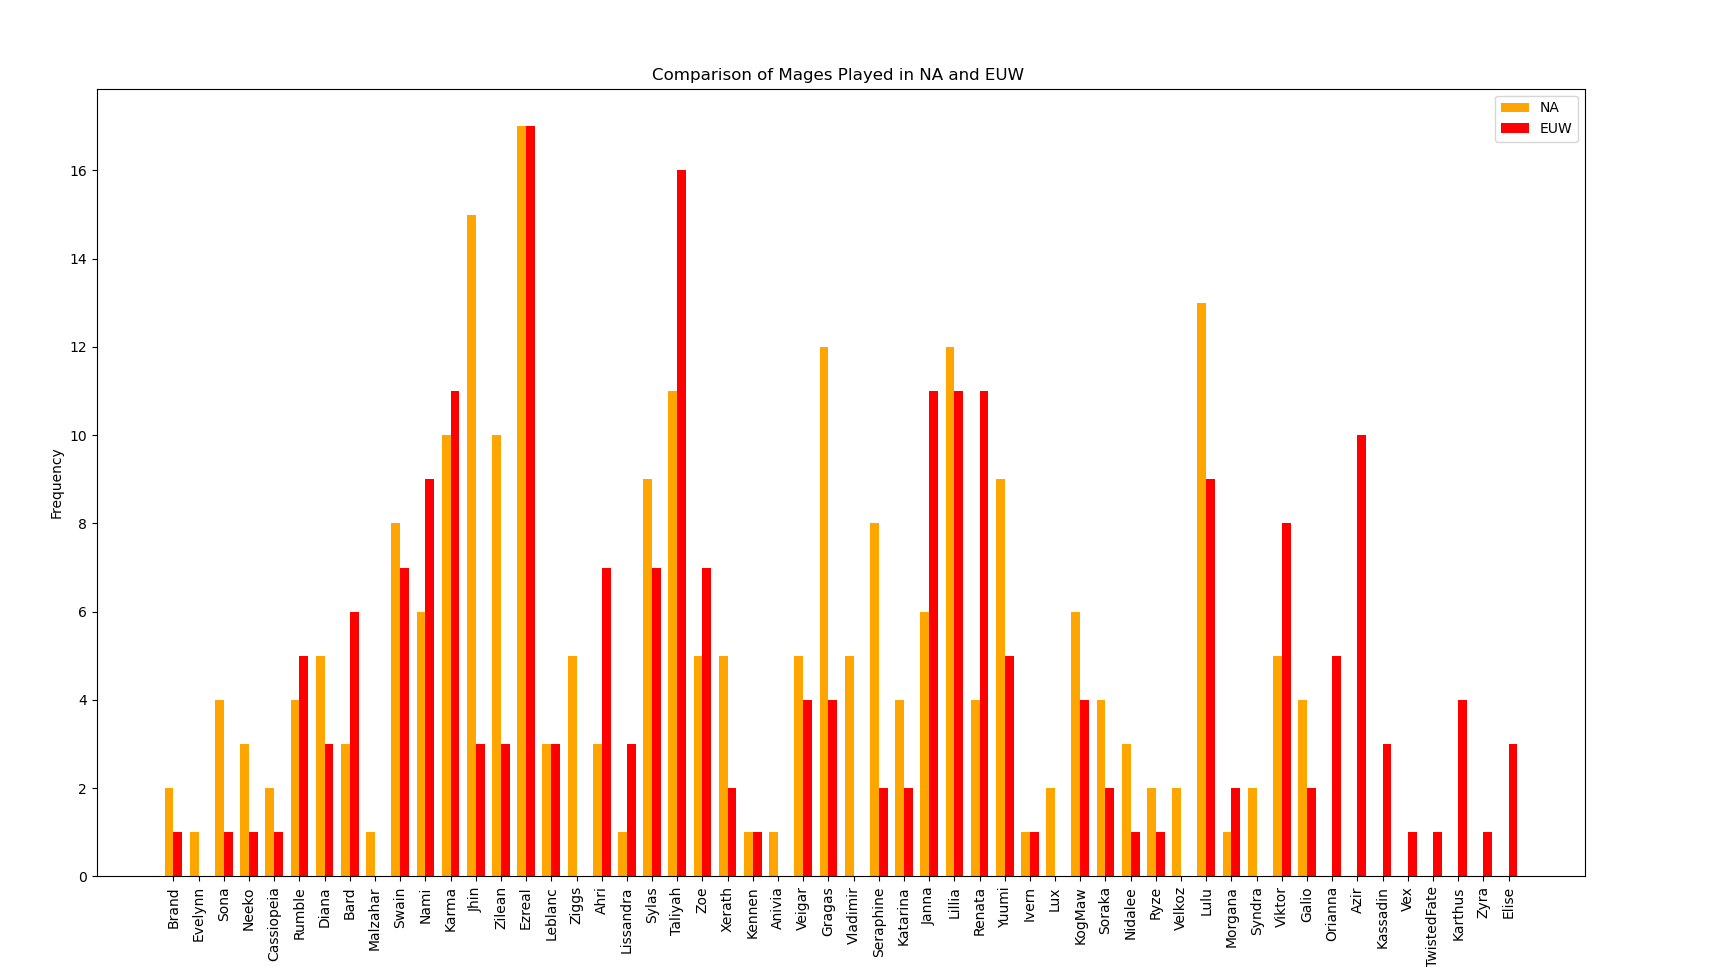 Comparison of Mages Played in NA and EUW
NA
EUW
16
14
12
10
8
6
4
2
0
Frequency
Brand
Evelynn
Sona
Neeko
Cassiopeia
Rumble
Diana
Bard
Malzahar
Swain
Nami
Karma
Jhin
Zilean
Ezreal
Leblanc
Ziggs
Ahri
Lissandra
Sylas
Taliyah
Zoe
Xerath
Kennen
Anivia
Veigar
Gragas
Vladimir
Seraphine
Katarina
Janna
Lillia
Renata
Yuumi
Ivern
Lux
KogMaw
Soraka
Nidalee
Ryze
Velkoz
Lulu
Morgana
Syndra
Viktor
Galio
Orianna
Azir
Kassadin
Vex
TwistedFate
Karthus
Zyra
Elise